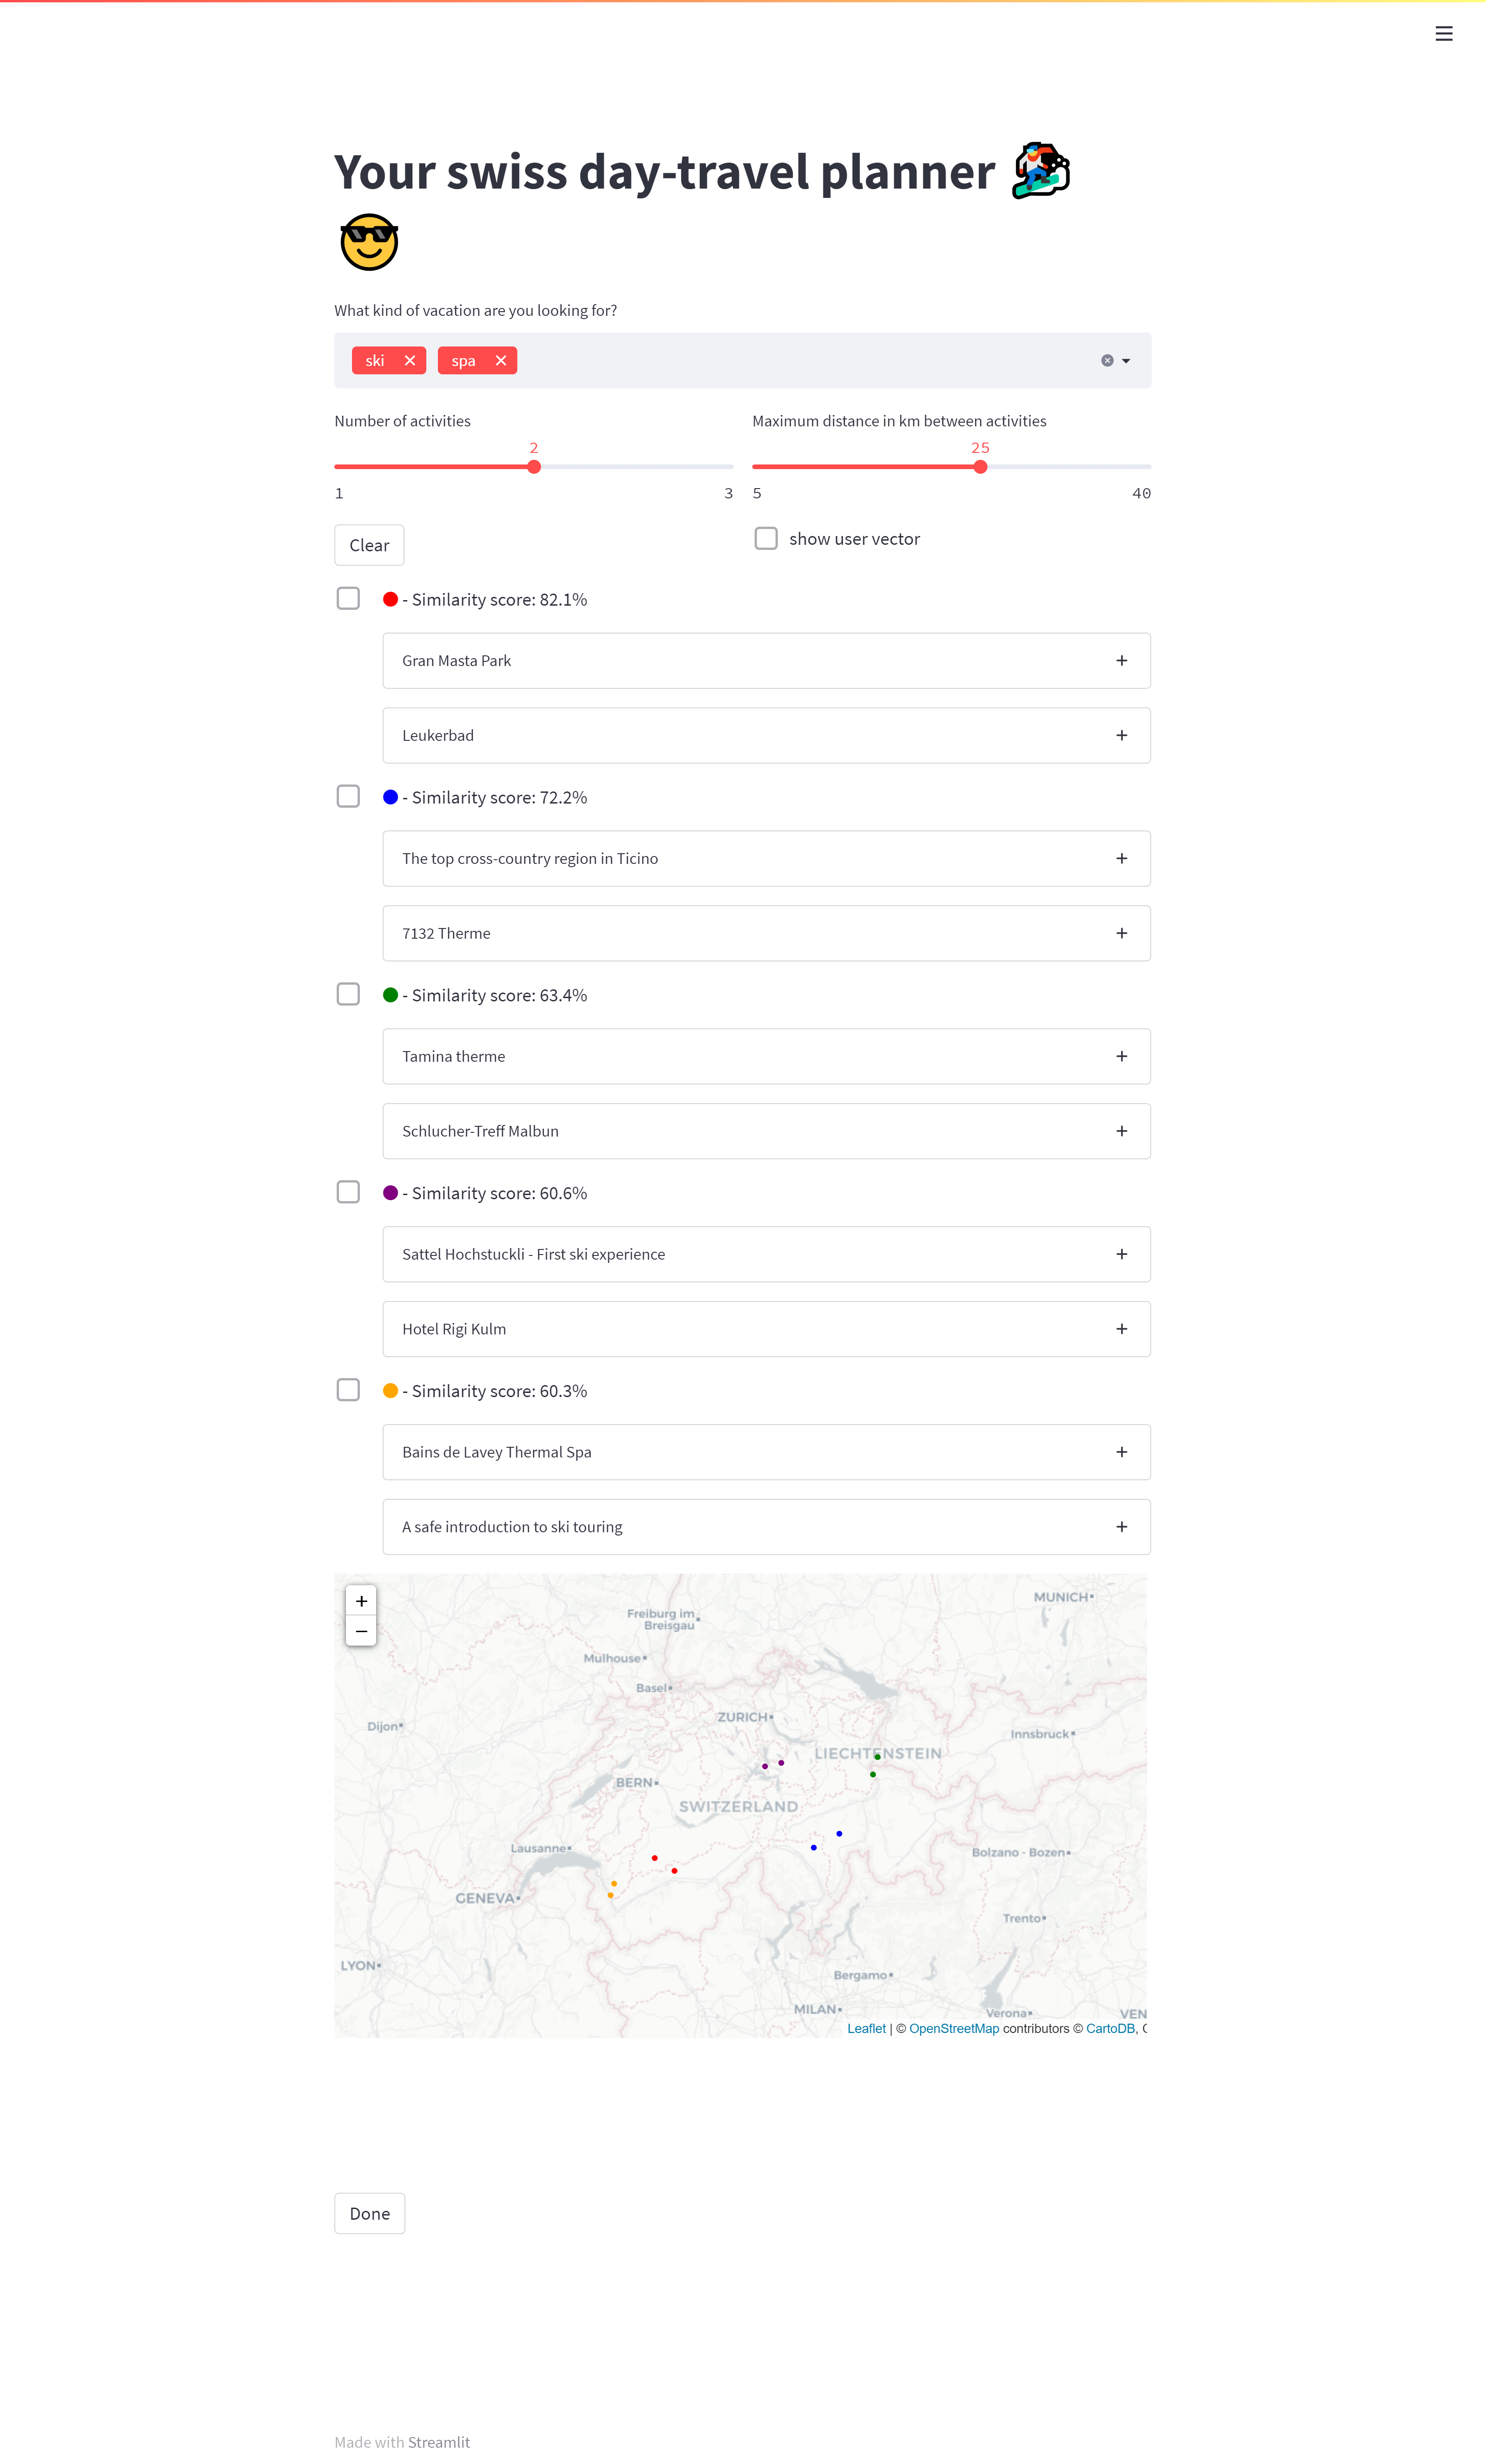 Your swiss day-travel planner
What kind of vacation are you looking for?
ski
spa
Number of activities
2
1
3
Maximum distance in km between activities
25
5
40
Clear
show user vector
- Similarity score: 82.1%
Gran Masta Park
Leukerbad
- Similarity score: 72.2%
The top cross-country region in Ticino
7132 Therme
- Similarity score: 63.4%
Tamina therme
Schlucher-Treff Malbun
- Similarity score: 60.6%
Sattel Hochstuckli - First ski experience
Hotel Rigi Kulm
- Similarity score: 60.3%
Bains de Lavey Thermal Spa
A safe introduction to ski touring
+
−
MUNICH
Freiburg im
Breisgau
Mulhouse
Basel
ZURICH
Dijon
Innsbruck
LIECHTENSTEIN
BERN
SWITZERLAND
Lausanne
Bolzano - Bozen
GENEVA
Trento
LYON
Bergamo
MILAN
Verona
VEN
Leaflet | © OpenStreetMap contributors © CartoDB,
Done
Made with Streamlit